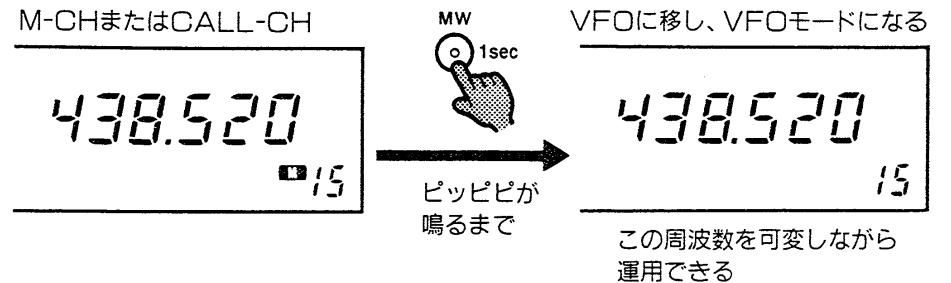 M-CHまたはCALL-CH
438.520
M 15
MW
1sec
ピッピピが
鳴るまで
VFOに移し、VFOモードになる
438.520
15
この周波数を可変しながら
運用できる